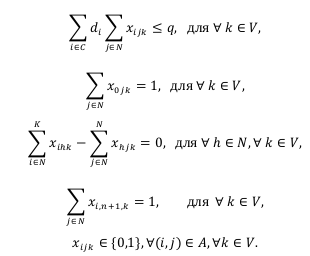 ∑_{i∈C} d_i ∑_{j∈N} x_{ijk} ≤ q, для ∀ k ∈ V,
∑_{j∈N} x_{0jk} = 1, для ∀ k ∈ V,
∑_{i∈N}^{K} x_{ihk} − ∑_{j∈N}^{N} x_{hjk} = 0, для ∀ h ∈ N, ∀ k ∈ V,
∑_{j∈N} x_{i,n+1,k} = 1, для ∀ k ∈ V,
x_{ijk} ∈ {0,1}, ∀(i,j) ∈ A, ∀k ∈ V.